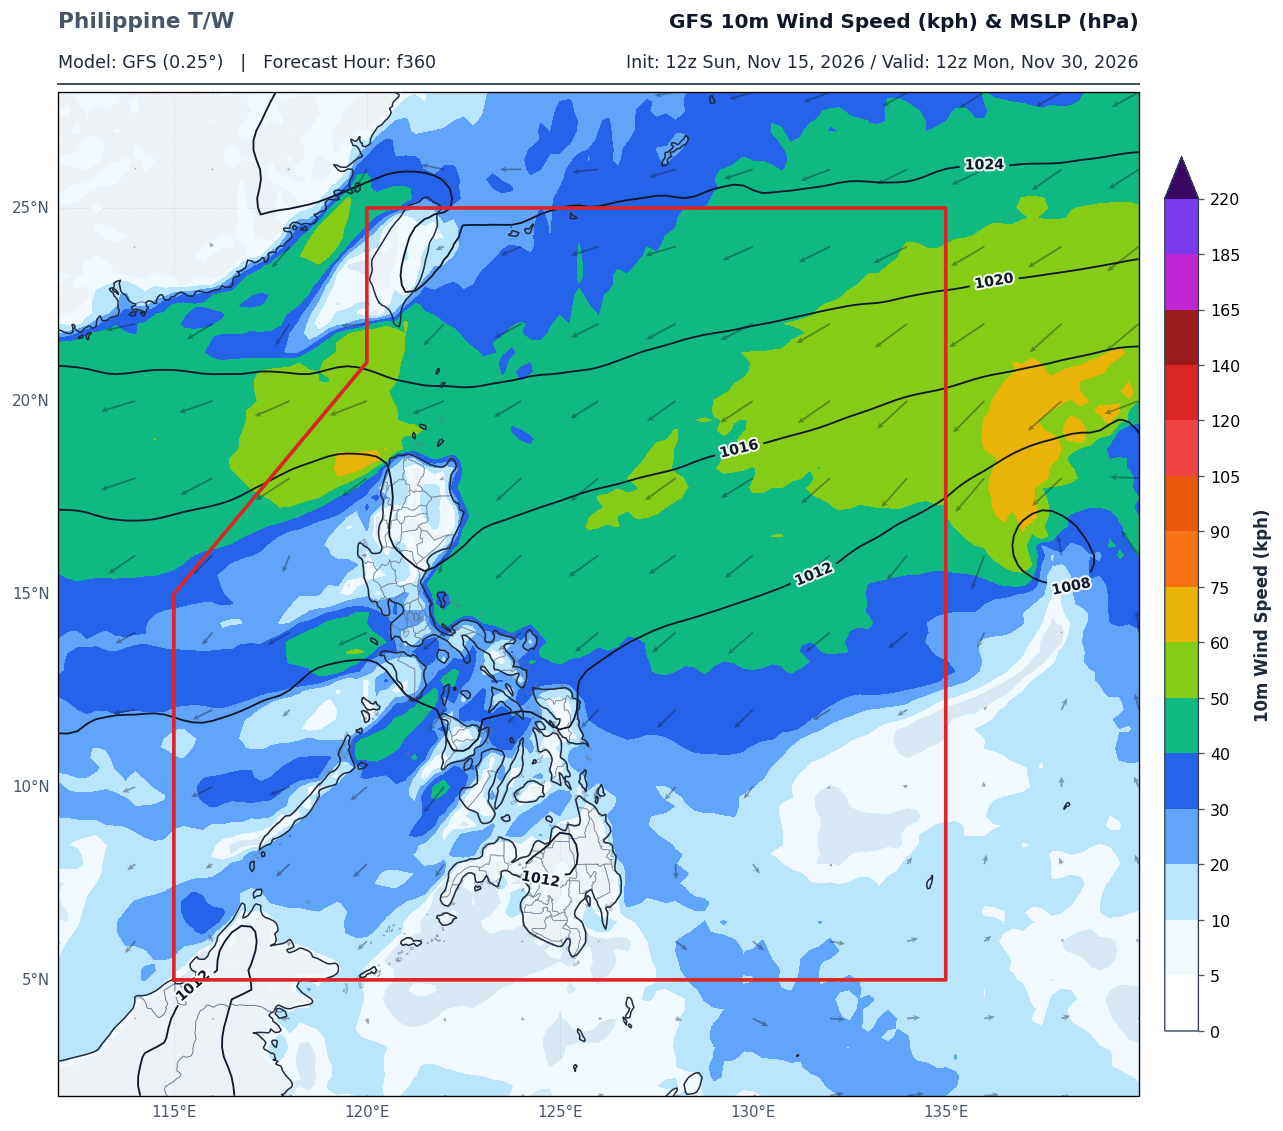 Philippine T/W
GFS 10m Wind Speed (kph) & MSLP (hPa)
Model: GFS (0.25°) | Forecast Hour: f360
Init: 12z Sun, Nov 15, 2026 / Valid: 12z Mon, Nov 30, 2026
1024
1020
1016
1012
1008
1012
1012
25°N
20°N
15°N
10°N
5°N
115°E
120°E
125°E
130°E
135°E
220
185
165
140
120
105
90
75
60
50
40
30
20
10
5
0
10m Wind Speed (kph)